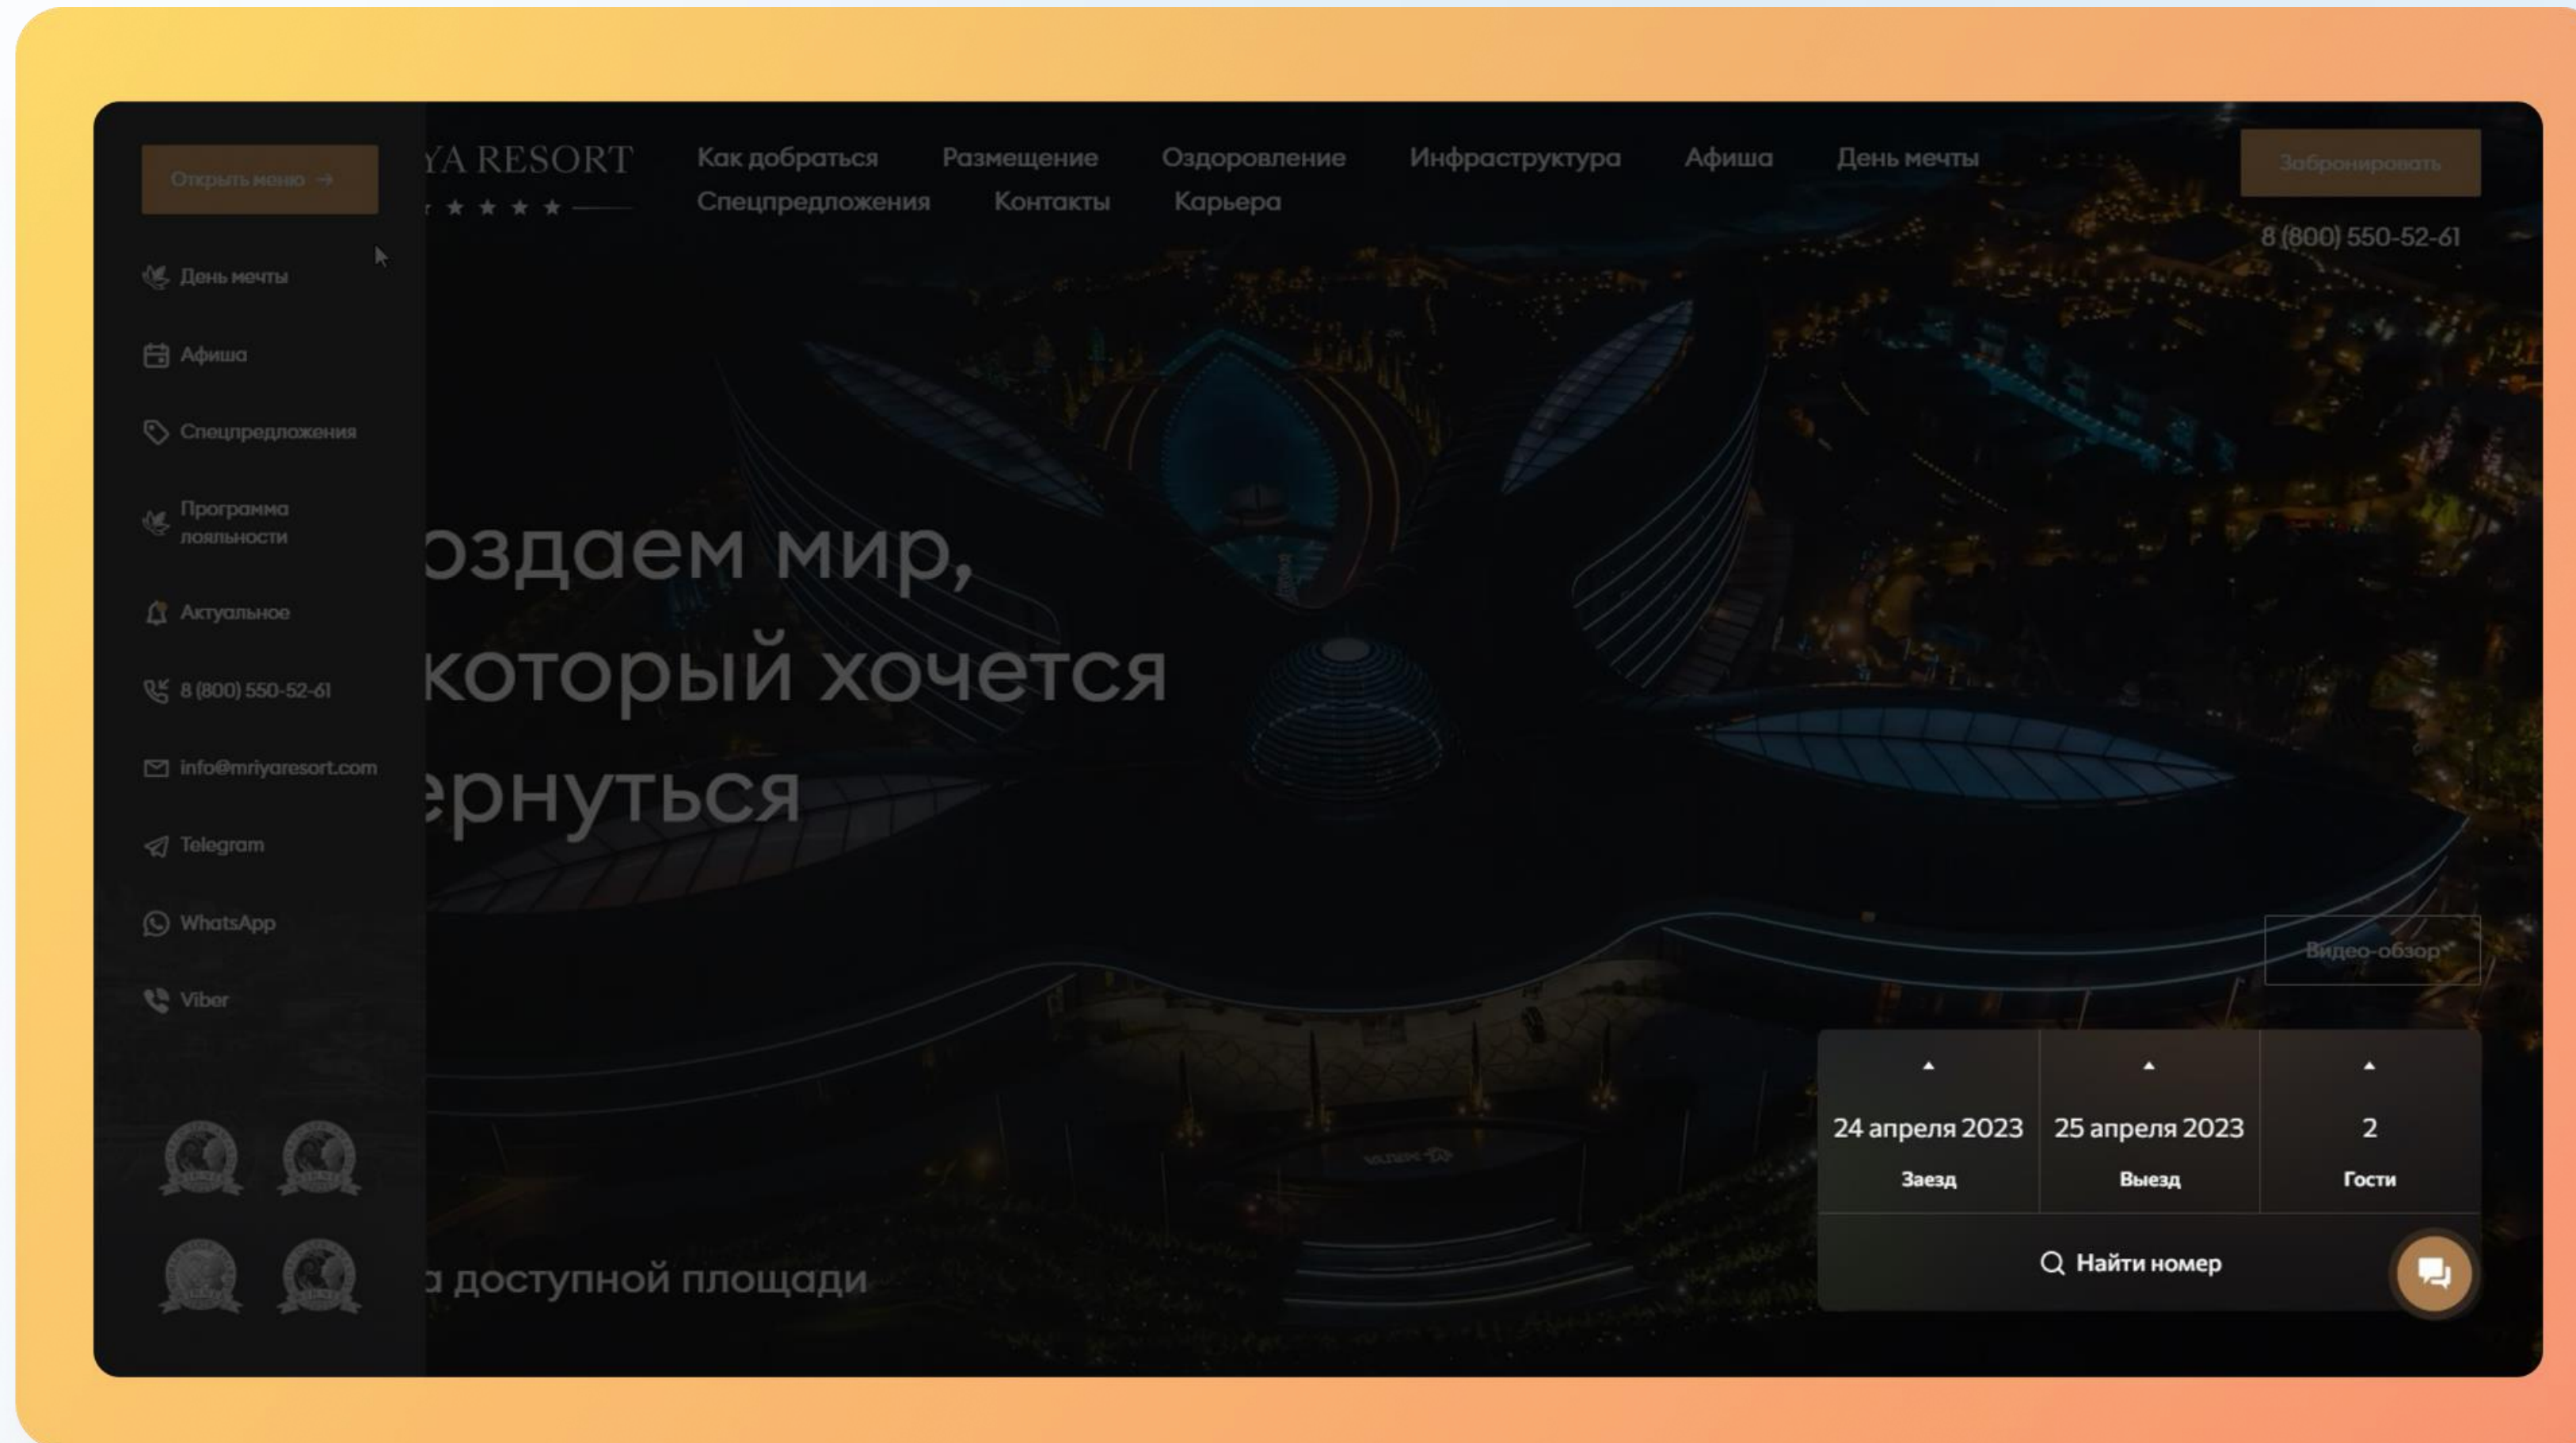 Открыть меню →
День мечты
Афиша
Спецпредложения
Программа
лояльности
Актуальное
8 (800) 550-52-61
info@mriyaresort.com
Telegram
WhatsApp
Viber
YA RESORT
Как добраться Размещение Оздоровление Инфраструктура Афиша День мечты
Спецпредложения Контакты Карьера
Забронировать
8 (800) 550-52-61
оздаем мир,
который хочется
ернуться
а доступной площади
Видео-обзор
24 апреля 2023 25 апреля 2023 2
Заезд Выезд Гости
Найти номер